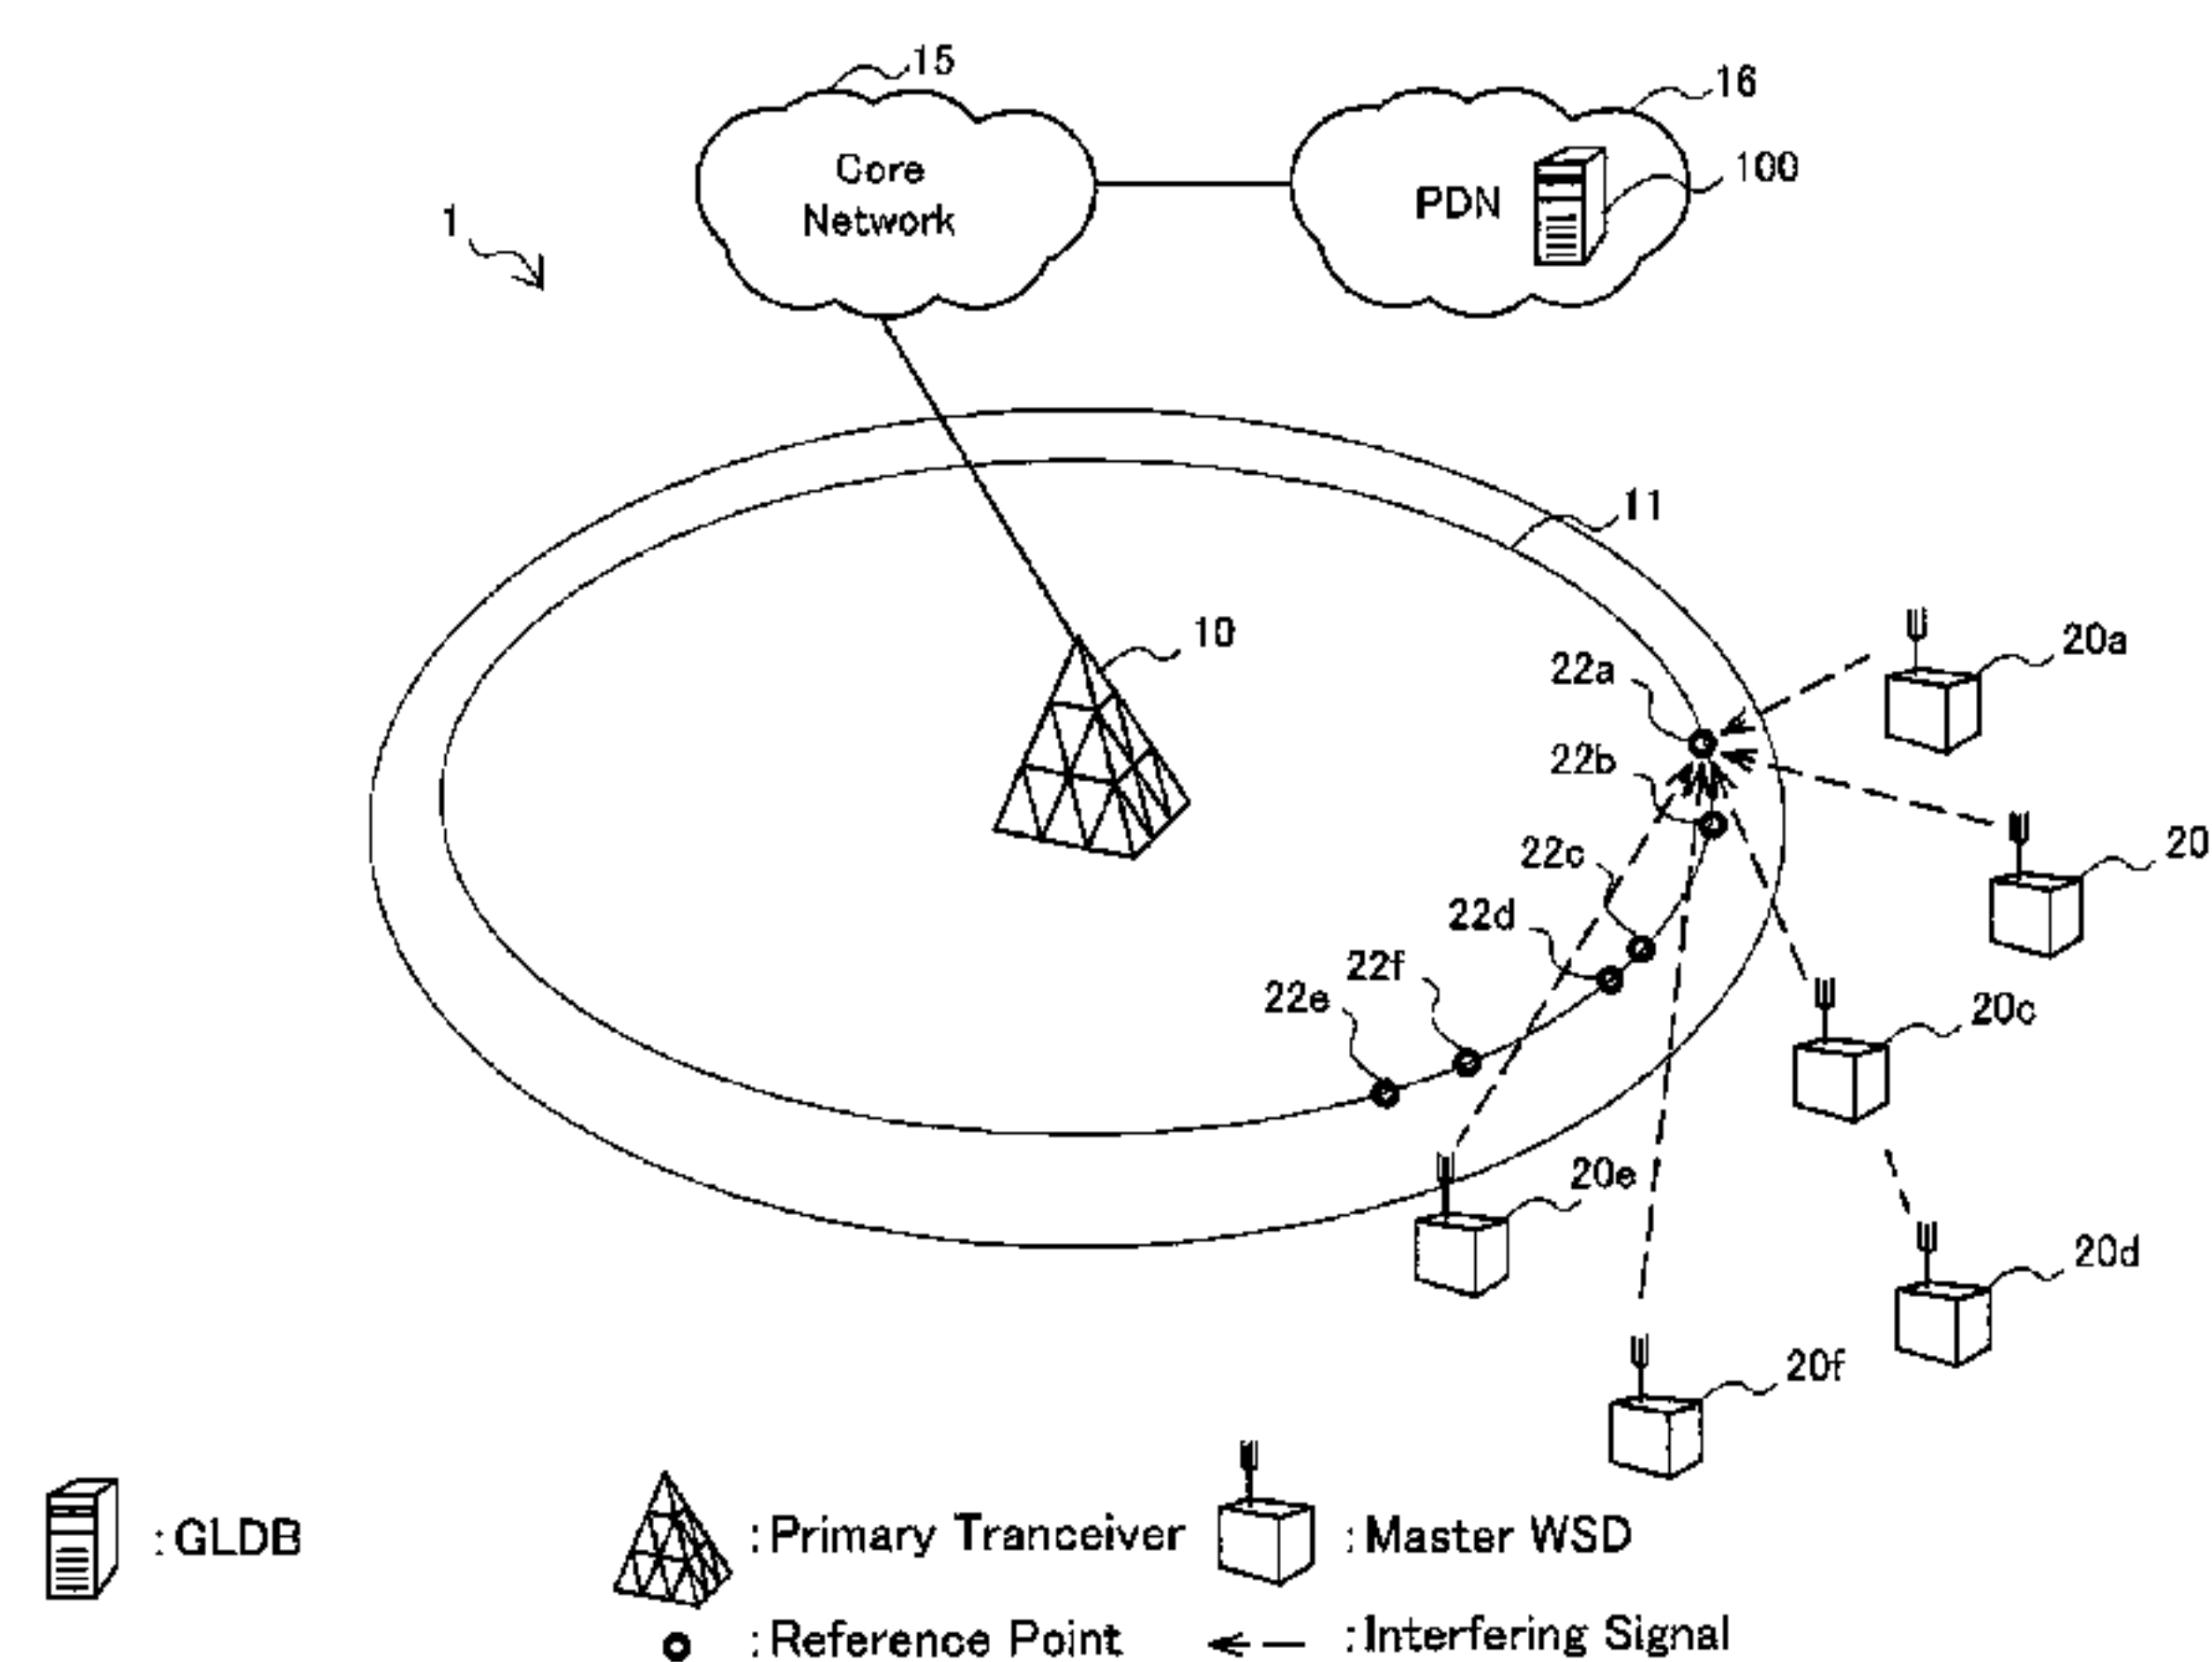 15
16
Core
Network
PDN
100
1
11
10
20a
22a
22b
20
22c
22d
22f
22e
20c
20e
20d
20f
:GLDB
:Primary Tranceiver
:Master WSD
:Reference Point
:Interfering Signal